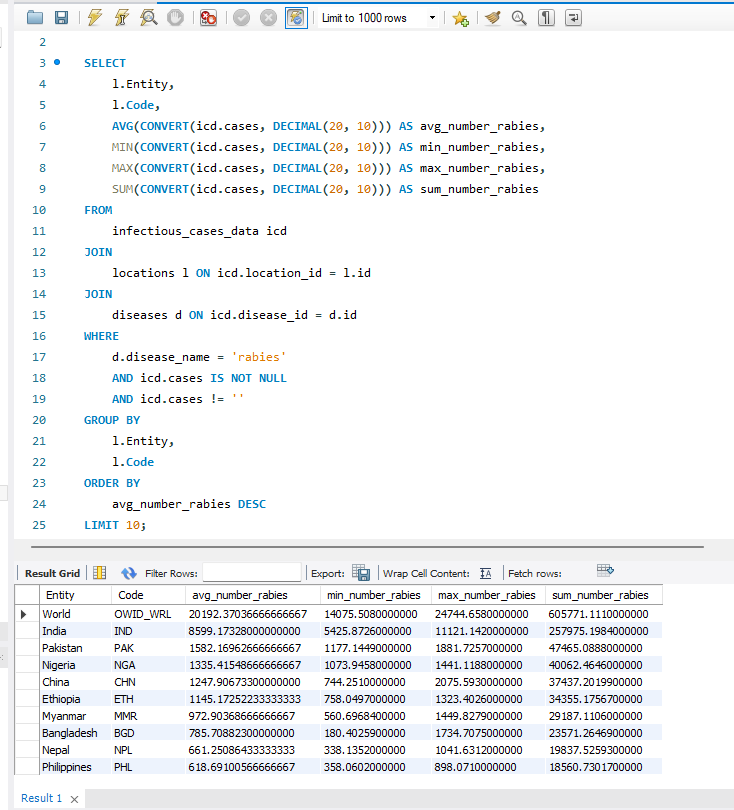 Limit to 1000 rows
2
3 SELECT
4 l.Entity,
5 l.Code,
6 AVG(CONVERT(icd.cases, DECIMAL(20, 10))) AS avg_number_rabies,
7 MIN(CONVERT(icd.cases, DECIMAL(20, 10))) AS min_number_rabies,
8 MAX(CONVERT(icd.cases, DECIMAL(20, 10))) AS max_number_rabies,
9 SUM(CONVERT(icd.cases, DECIMAL(20, 10))) AS sum_number_rabies
10 FROM
11 infectious_cases_data icd
12 JOIN
13 locations l ON icd.location_id = l.id
14 JOIN
15 diseases d ON icd.disease_id = d.id
16 WHERE
17 d.disease_name = 'rabies'
18 AND icd.cases IS NOT NULL
19 AND icd.cases != ''
20 GROUP BY
21 l.Entity,
22 l.Code
23 ORDER BY
24 avg_number_rabies DESC
25 LIMIT 10;
Result Grid Filter Rows: Export: Wrap Cell Content: Fetch rows:
Entity Code avg_number_rabies min_number_rabies max_number_rabies sum_number_rabies
World OWID_WRL 20192.37036666666667 14075.5080000000 24744.6580000000 605771.1110000000
India IND 8599.17328000000000 5425.8726000000 11121.1420000000 257975.1984000000
Pakistan PAK 1582.16962666666667 1177.1449000000 1881.7257000000 47465.0888000000
Nigeria NGA 1335.41548666666667 1073.9458000000 1441.1188000000 40062.4646000000
China CHN 1247.90673300000000 744.2510000000 2075.5930000000 37437.2019900000
Ethiopia ETH 1145.17252233333333 758.0497000000 1323.4026000000 34355.1756700000
Myanmar MMR 972.90368666666667 560.6968400000 1449.8279000000 29187.1106000000
Bangladesh BGD 785.70882300000000 180.4025900000 1734.7075000000 23571.2646900000
Nepal NPL 661.25086433333333 338.1352000000 1041.6312000000 19837.5259300000
Philippines PHL 618.69100566666667 358.0602000000 898.0710000000 18560.7301700000
Result 1